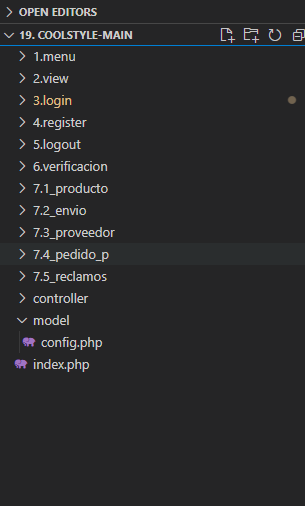 OPEN EDITORS
19. COOLSTYLE-MAIN
1.menu
2.view
3.login
4.register
5.logout
6.verificacion
7.1_producto
7.2_envio
7.3_proveedor
7.4_pedido_p
7.5_reclamos
controller
model
config.php
index.php